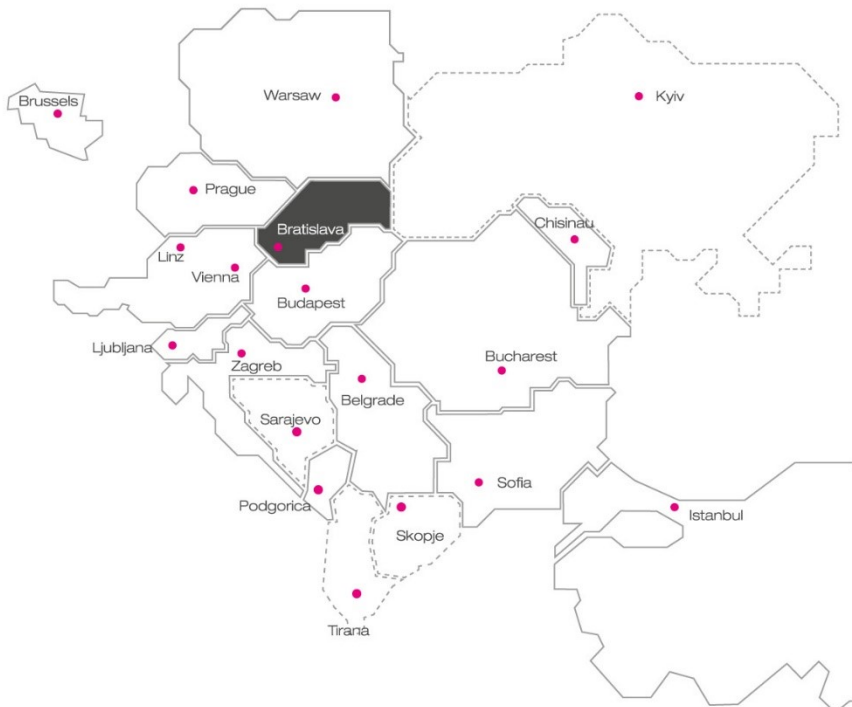 Warsaw
Kyiv
Brussels
Prague
Chisinau
Bratislava
Linz
Vienna
Budapest
Ljubljana
Zagreb
Bucharest
Belgrade
Sarajevo
Sofia
Podgorica
Istanbul
Skopje
Tirana